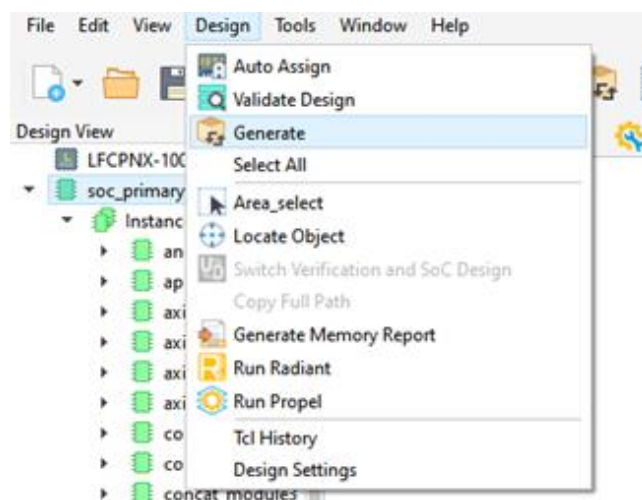 File Edit View Design Tools Window Help
Auto Assign
Validate Design
Design View
Generate
LFCPNX-100
Select All
soc_primary
Area_select
Instanc
Locate Object
an
Switch Verification and SoC Design
ap
Copy Full Path
axi
Generate Memory Report
axi
Run Radiant
axi
Run Propel
axi
co
Tcl History
co
Design Settings
concat_module3